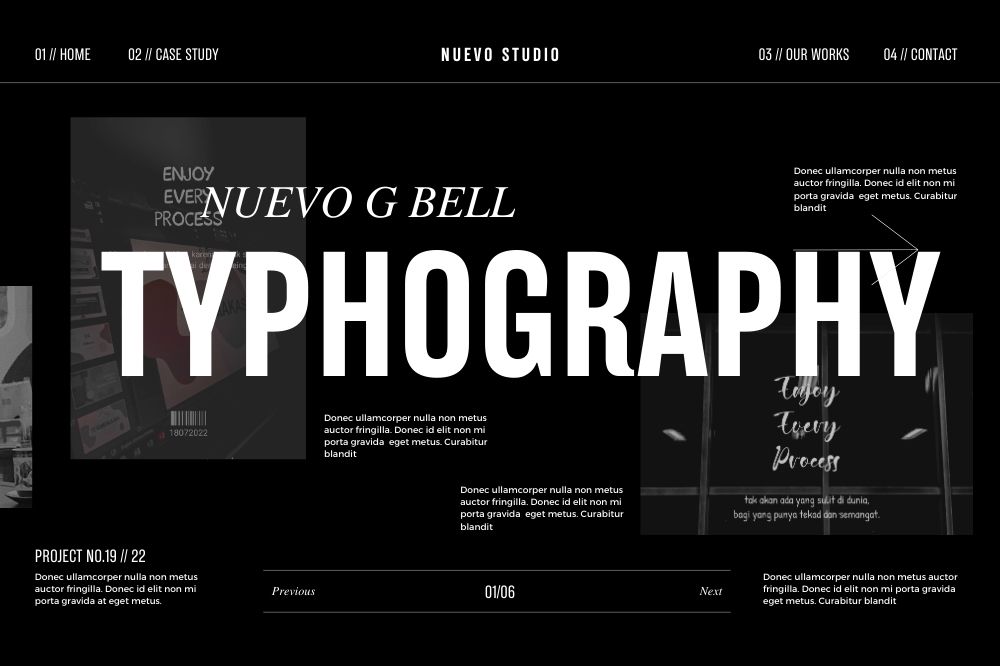 01 // HOME
02 // CASE STUDY
NUEVO STUDIO
03 // OUR WORKS
04 // CONTACT
ENJOY
EVERY
PROCESS
NUEVO G BELL
TYPHOGRAPHY
Donec ullamcorper nulla non metus
auctor fringilla. Donec id elit non mi
porta gravida eget metus. Curabitur
blandit
18072022
Donec ullamcorper nulla non metus
auctor fringilla. Donec id elit non mi
porta gravida eget metus. Curabitur
blandit
Donec ullamcorper nulla non metus
auctor fringilla. Donec id elit non mi
porta gravida eget metus. Curabitur
blandit
Enjoy
Every
Process
tak akan ada yang sulit di dunia,
bagi yang punya tekad dan semangat.
PROJECT NO.19 // 22
Donec ullamcorper nulla non metus
auctor fringilla. Donec id elit non mi
porta gravida at eget metus.
Previous
01/06
Next
Donec ullamcorper nulla non metus auctor
fringilla. Donec id elit non mi porta gravida
eget metus. Curabitur blandit